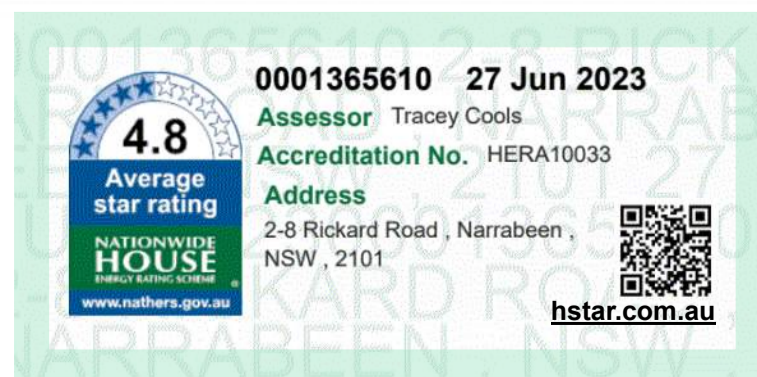 0001365610 27 Jun 2023
Assessor Tracey Cools
Accreditation No. HERA10033
Address
2-8 Rickard Road , Narrabeen ,
NSW , 2101
hstar.com.au
4.8
Average
star rating
NATIONWIDE
HOUSE
ENERGY RATING SCHEME
www.nathers.gov.au